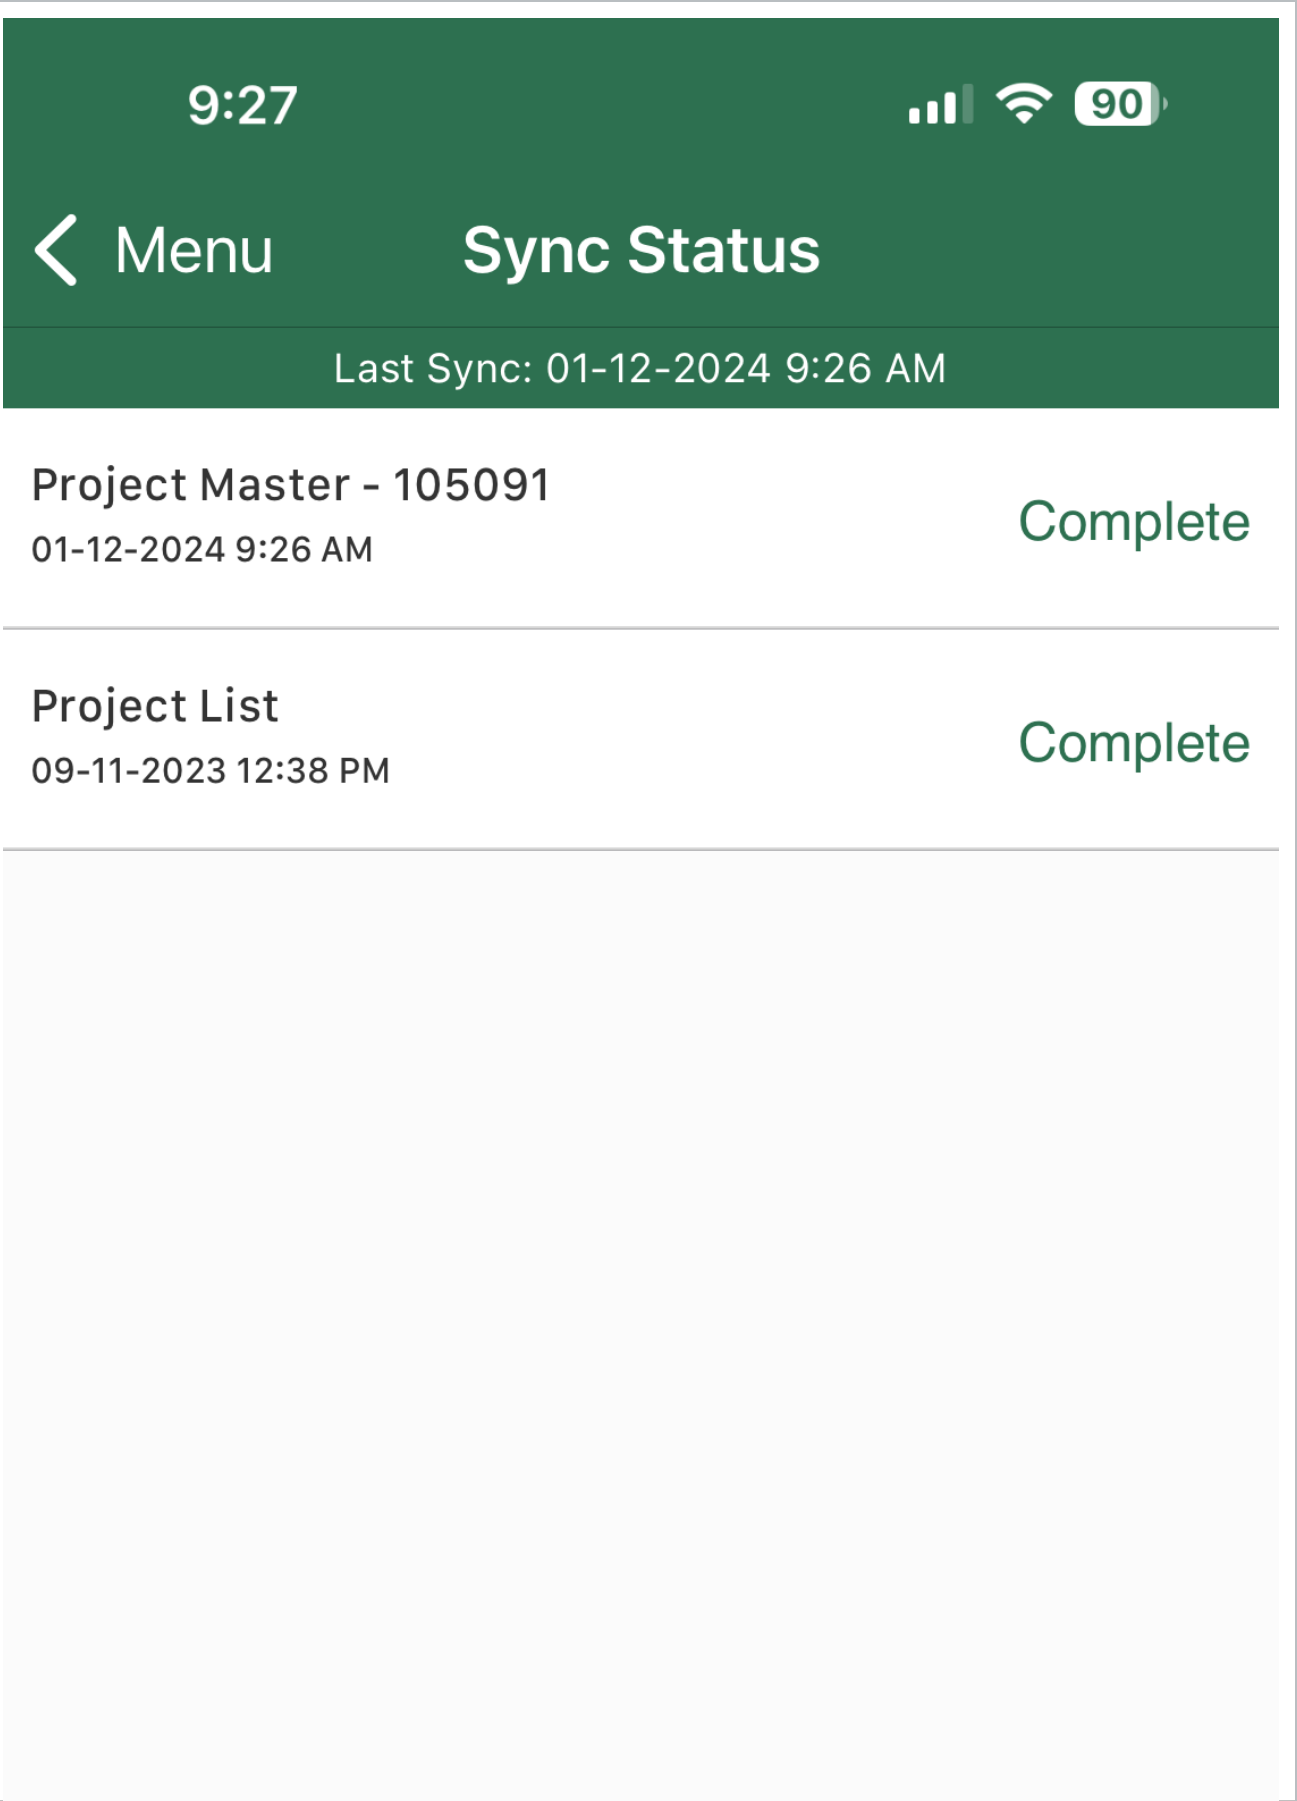 9:27
90
Menu
Sync Status
Last Sync: 01-12-2024 9:26 AM
Project Master - 105091
Complete
01-12-2024 9:26 AM
Project List
Complete
09-11-2023 12:38 PM